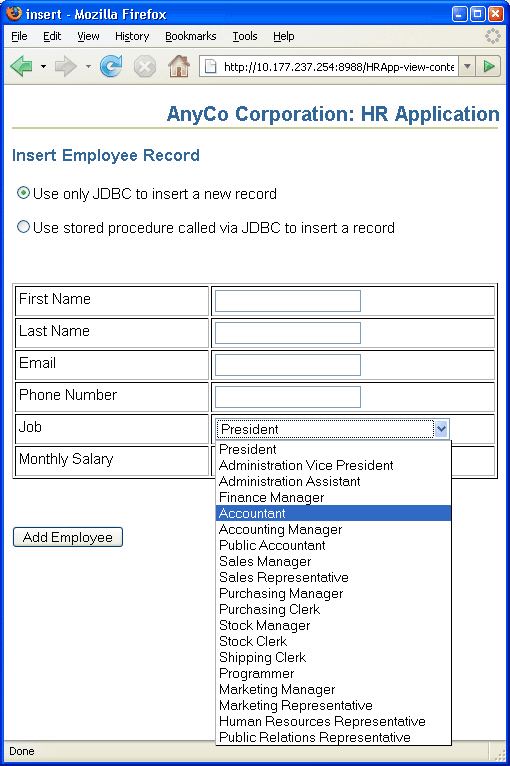 insert - Mozilla Firefox
File Edit View History Bookmarks Tools Help
http://10.177.237.254:8988/HRApp-view-conte
AnyCo Corporation: HR Application
Insert Employee Record
Use only JDBC to insert a new record
Use stored procedure called via JDBC to insert a record
First Name
Last Name
Email
Phone Number
Job President
Monthly Salary
President
Administration Vice President
Administration Assistant
Finance Manager
Accountant
Accounting Manager
Public Accountant
Sales Manager
Sales Representative
Purchasing Manager
Purchasing Clerk
Stock Manager
Stock Clerk
Shipping Clerk
Programmer
Marketing Manager
Marketing Representative
Human Resources Representative
Public Relations Representative
Add Employee
Done